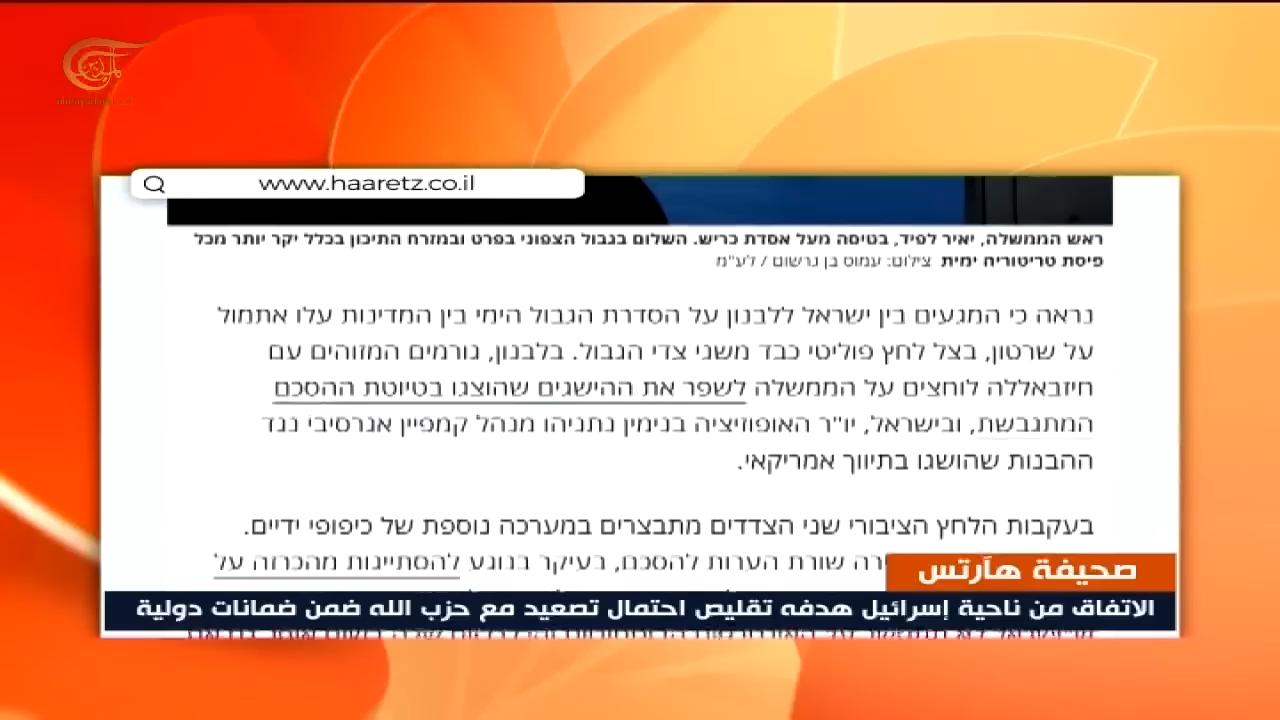 الميادين
www.haaretz.co.il
ראש הממשלה, יאיר לפיד, בטיסה מעל אסדת כריש. השלום בגבול הצפוני בפרט ובמזרח התיכון בכלל יקר יותר מכל
פיסת טריטוריה ימית צילום: עמוס בן גרשום / לע"מ
נראה כי המגעים בין ישראל ללבנון על הסדרת הגבול הימי בין המדינות עלו אתמול
על שרטון, בצל לחץ פוליטי כבד משני צדי הגבול. בלבנון, גורמים המזוהים עם
חיזבאללה לוחצים על הממשלה לשפר את ההישגים שהוצגו בטיוטת ההסכם
המתגבשת, ובישראל, יו"ר האופוזיציה בנימין נתניהו מנהל קמפיין אגרסיבי נגד
ההבנות שהושגו בתיווך אמריקאי.
בעקבות הלחץ הציבורי שני הצדדים מתבצרים במערכה נוספת של כיפופי ידיים.
שורת הערות להסכם, בעיקר בנוגע להסתייגות מהכרזה על
صحيفة هآرتس
الاتفاق من ناحية إسرائيل هدفه تقليص احتمال تصعيد مع حزب الله ضمن ضمانات دولية